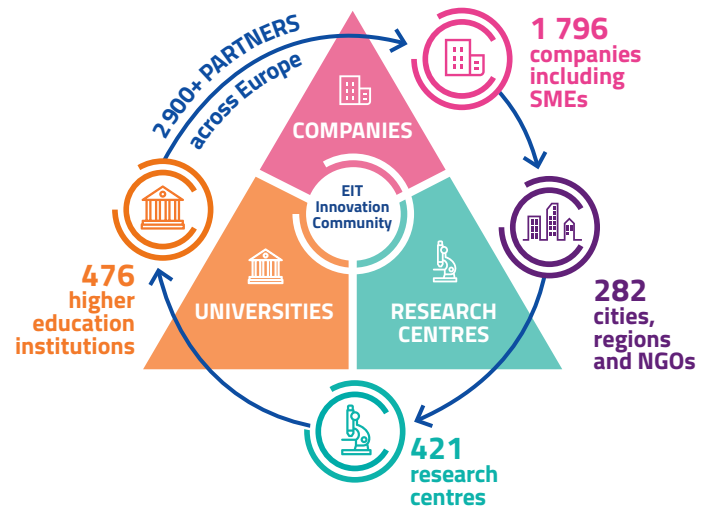 2 900+ PARTNERS
across Europe
1 796
companies
including
SMEs
COMPANIES
EIT
Innovation
Community
UNIVERSITIES
RESEARCH
CENTRES
476
higher
education
institutions
282
cities,
regions
and NGOs
421
research
centres